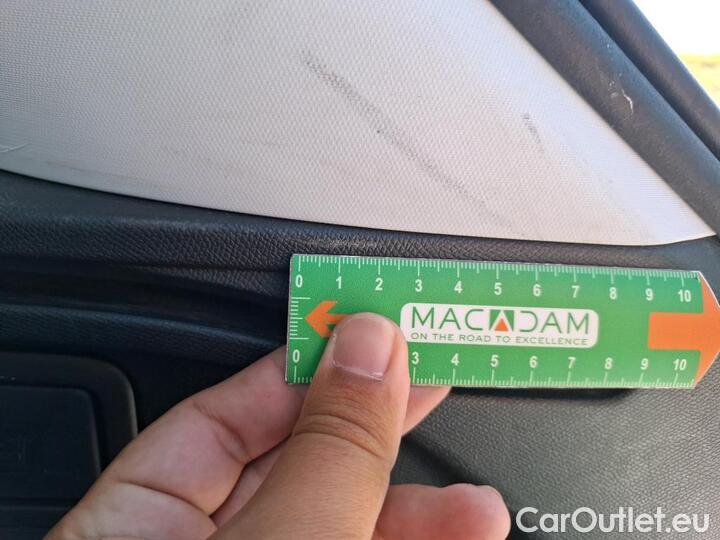 0 1 2 3 4 5 6 7 8 9 10
MACADAM
ON THE ROAD TO EXCELLENCE
0 3 4 5 6 7 8 9 10
CarOutlet.eu